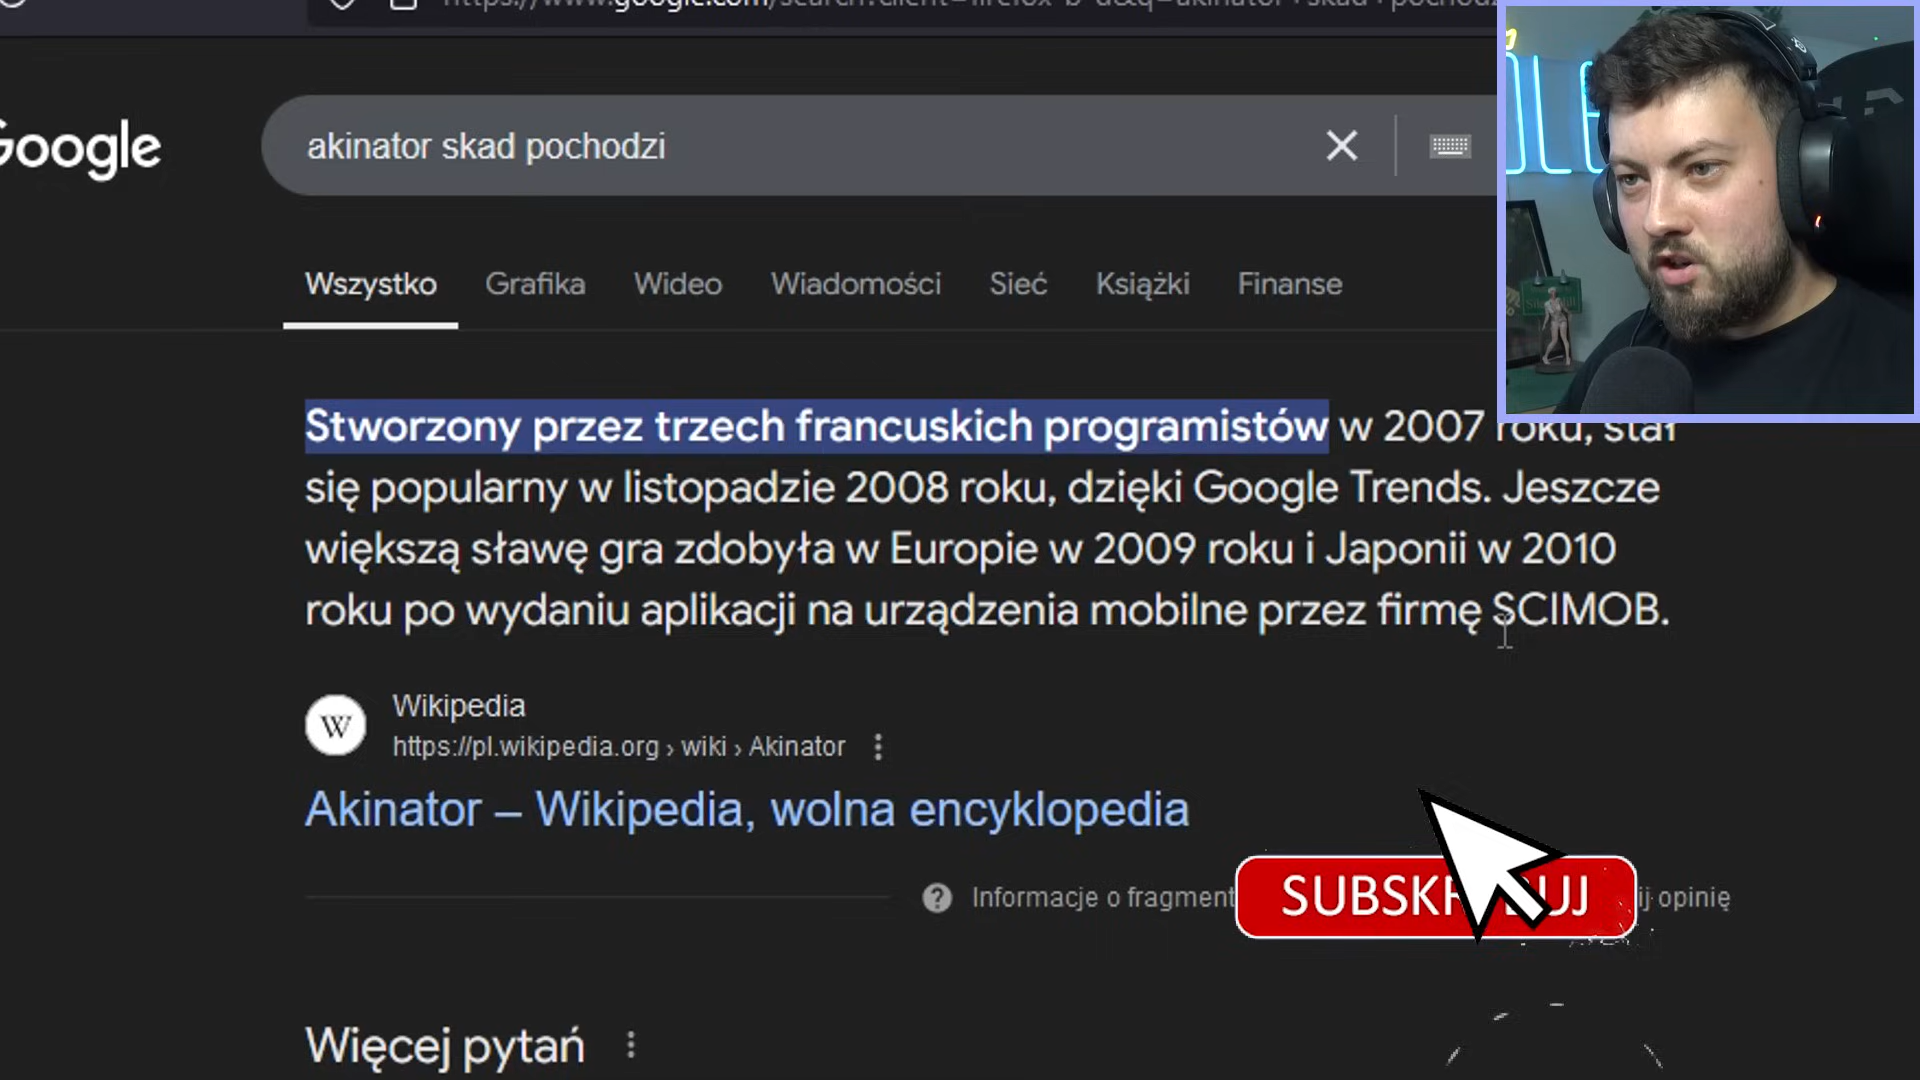 Google
akinator skad pochodzi
Wszystko Grafika Wideo Wiadomości Sieć Książki Finanse
Stworzony przez trzech francuskich programistów w 2007 roku, stał
się popularny w listopadzie 2008 roku, dzięki Google Trends. Jeszcze
większą sławę gra zdobyła w Europie w 2009 roku i Japonii w 2010
roku po wydaniu aplikacji na urządzenia mobilne przez firmę SCIMOB.
W
Wikipedia
https://pl.wikipedia.org › wiki › Akinator
Akinator – Wikipedia, wolna encyklopedia
Informacje o fragment
opinię
Więcej pytań